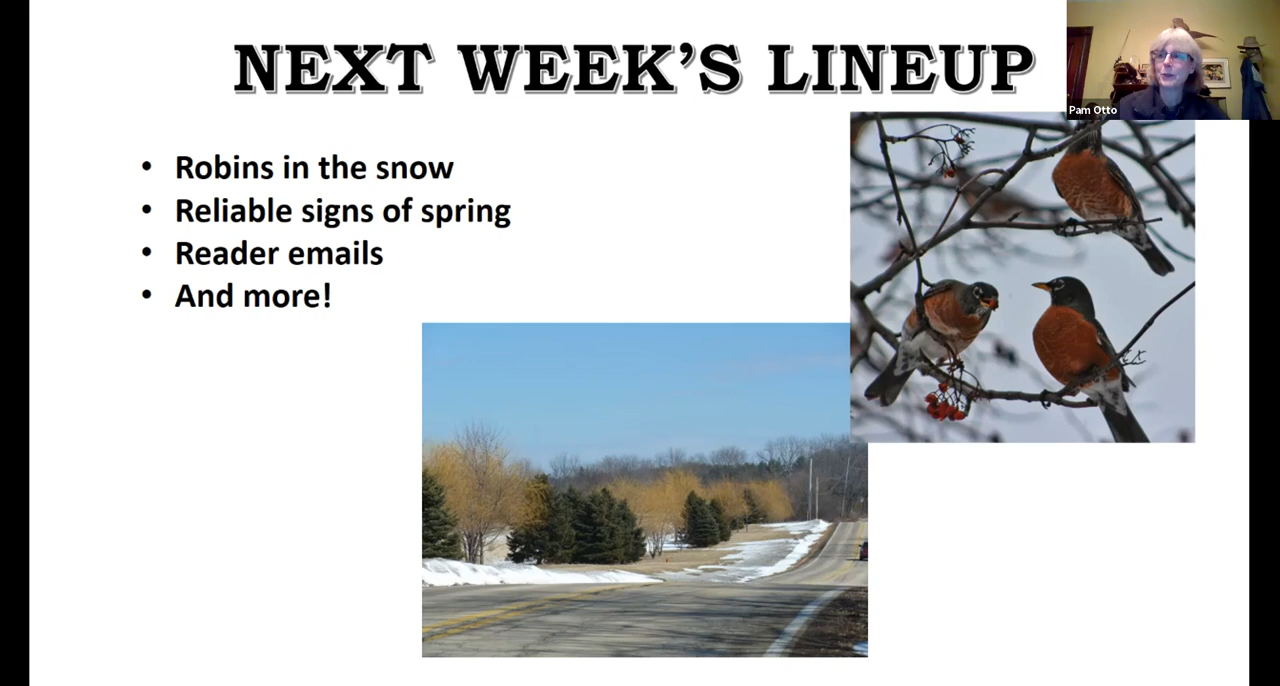 NEXT WEEK'S LINEUP
Pam Otto
• Robins in the snow
• Reliable signs of spring
• Reader emails
• And more!